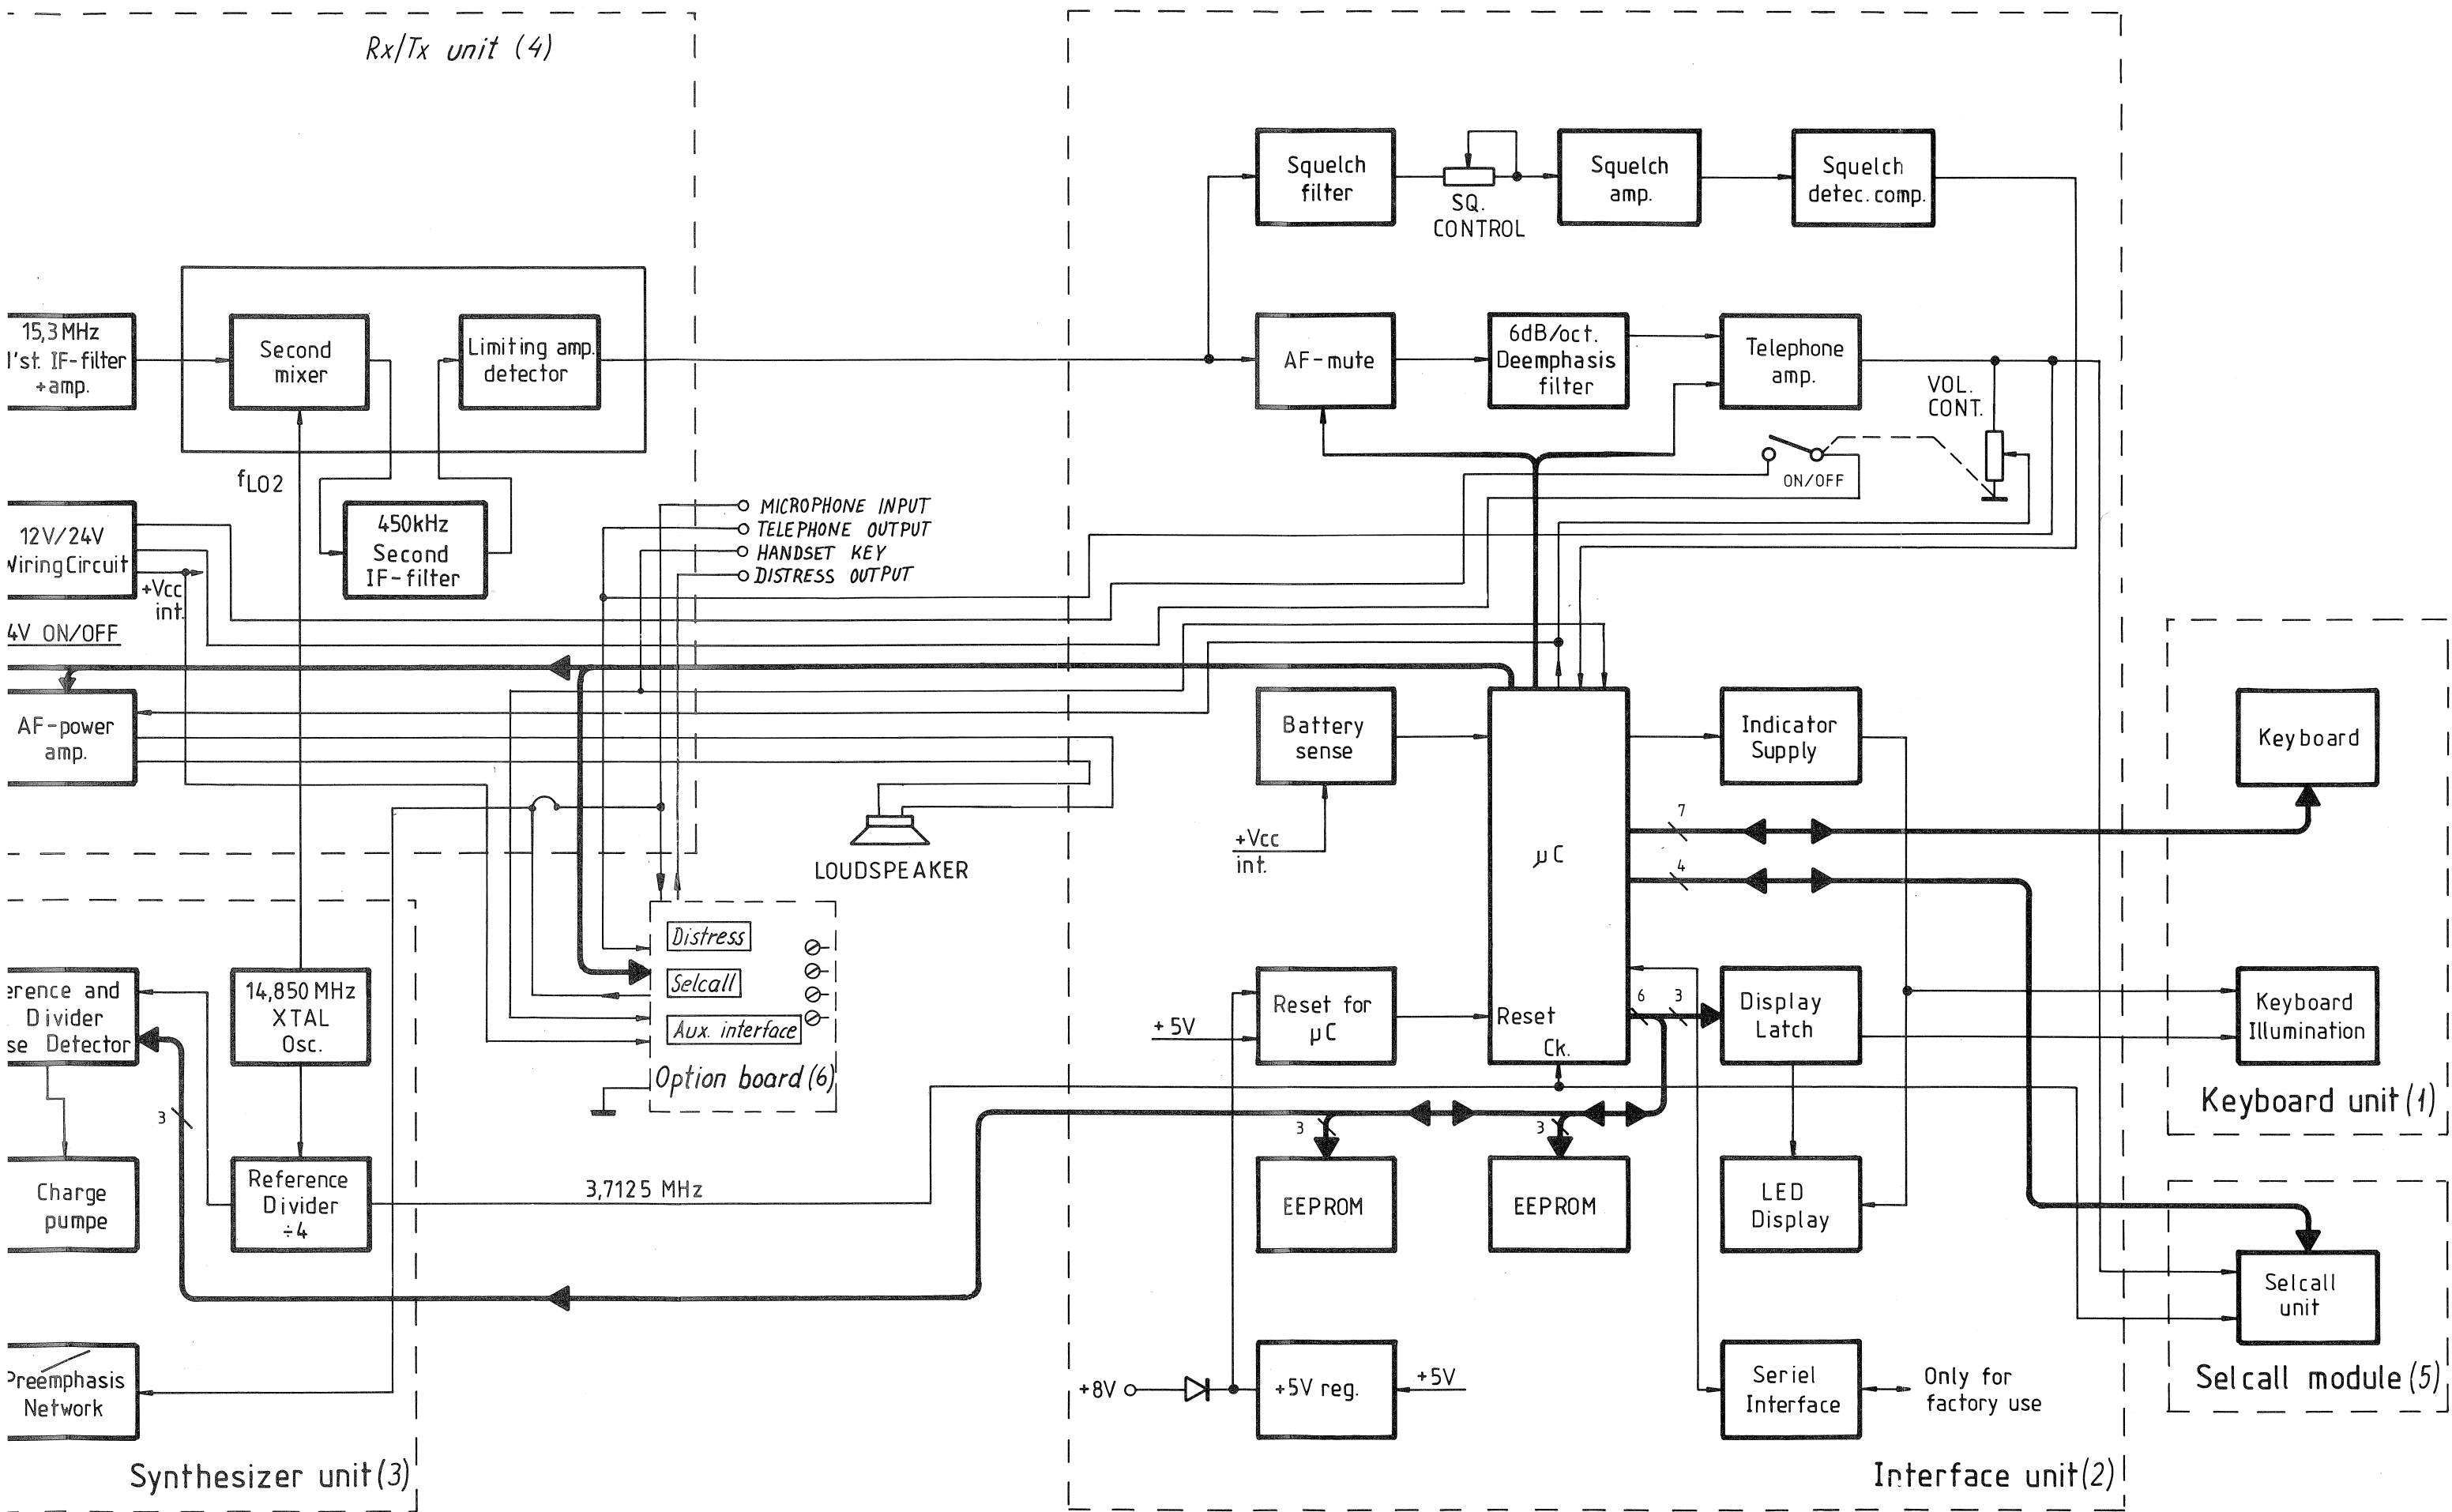 Rx/Tx unit (4)
Squelch
filter
SQ.
CONTROL
Squelch
amp.
Squelch
detec. comp.
15,3 MHz
1'st. IF-filter
+amp.
Second
mixer
Limiting amp.
detector
AF-mute
6dB/oct.
Deemphasis
filter
Telephone
amp.
VOL.
CONT.
ON/OFF
fLO2
12V/24V
WiringCircuit
+Vcc
int.
4V ON/OFF
450kHz
Second
IF-filter
MICROPHONE INPUT
TELEPHONE OUTPUT
HANDSET KEY
DISTRESS OUTPUT
AF-power
amp.
LOUDSPEAKER
Battery
sense
+Vcc
int.
µC
Reset
Ck.
Indicator
Supply
7
4
6
3
Keyboard
Keyboard
Illumination
Keyboard unit (1)
Distress
Selcall
Aux. interface
Option board (6)
Reset for
µC
+5V
Display
Latch
erence and
Divider
se Detector
14,850 MHz
XTAL
Osc.
3
Charge
pumpe
Reference
Divider
÷4
3,7125 MHz
3
3
EEPROM
EEPROM
LED
Display
Selcall
unit
Selcall module (5)
Preemphasis
Network
Synthesizer unit (3)
+8V
+5V reg.
+5V
Seriel
Interface
Only for
factory use
Interface unit (2)